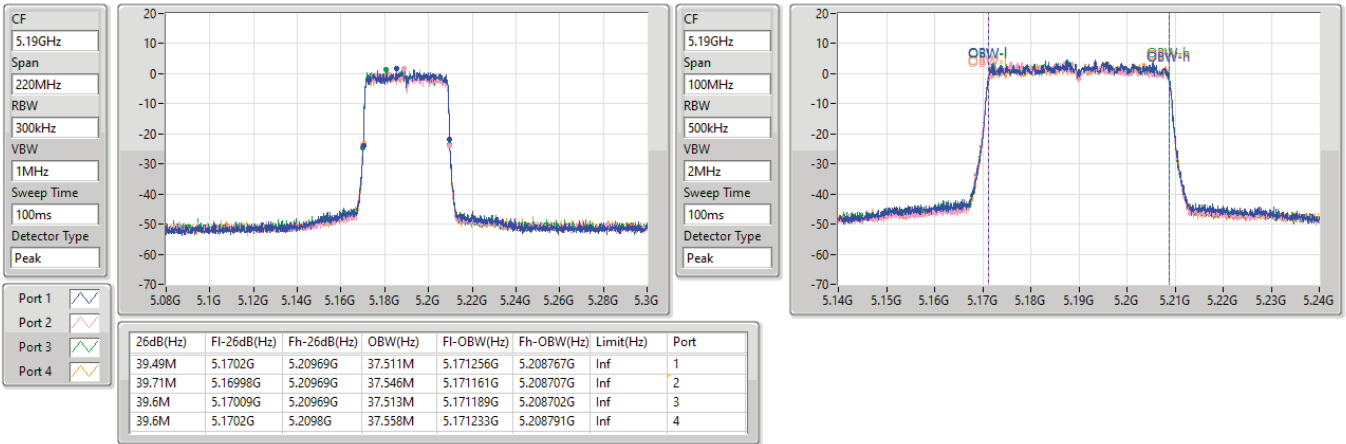 CF
5.19GHz
Span
220MHz
RBW
300kHz
VBW
1MHz
Sweep Time
100ms
Detector Type
Peak
20
10
0
-10
-20
-30
-40
-50
-60
-70
5.08G 5.1G 5.12G 5.14G 5.16G 5.18G 5.2G 5.22G 5.24G 5.26G 5.28G 5.3G
CF
5.19GHz
Span
100MHz
RBW
500kHz
VBW
2MHz
Sweep Time
100ms
Detector Type
Peak
20
10
0
-10
-20
-30
-40
-50
-60
-70
OBW-l OBW-h
5.14G 5.15G 5.16G 5.17G 5.18G 5.19G 5.2G 5.21G 5.22G 5.23G 5.24G
Port 1
Port 2
Port 3
Port 4
26dB(Hz) Fl-26dB(Hz) Fh-26dB(Hz) OBW(Hz) Fl-OBW(Hz) Fh-OBW(Hz) Limit(Hz) Port
39.49M 5.1702G 5.20969G 37.511M 5.171256G 5.208767G Inf 1
39.71M 5.16998G 5.20969G 37.546M 5.171161G 5.208707G Inf 2
39.6M 5.17009G 5.20969G 37.513M 5.171189G 5.208702G Inf 3
39.6M 5.1702G 5.2098G 37.558M 5.171233G 5.208791G Inf 4